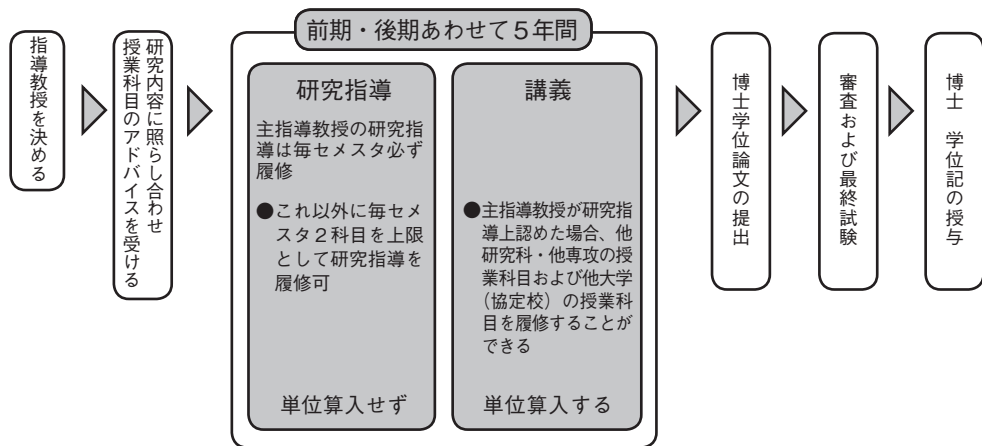 指導教授を決める
研究内容に照らし合わせ
授業科目のアドバイスを受ける
前期・後期あわせて5年間
研究指導
主指導教授の研究指
導は毎セメスタ必ず
履修
●これ以外に毎セメ
スタ2科目を上限
として研究指導を
履修可
単位算入せず
講義
●主指導教授が研究指
導上認めた場合、他
研究科・他専攻の授
業科目および他大学
(協定校)の授業科
目を履修することが
できる
単位算入する
博士学位論文の提出
審査および最終試験
博士 学位記の授与